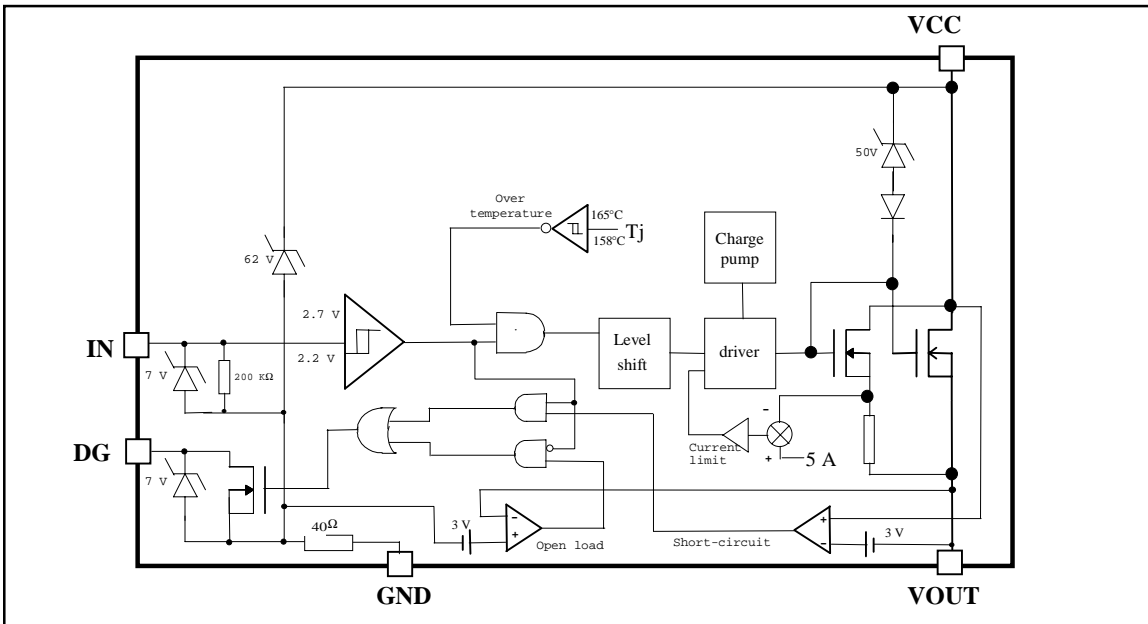 VCC
50V
Over
temperature
165°C
158°C
Tj
Charge
pump
62 V
2.7 V
IN
2.2 V
Level
shift
driver
7 V
200 KΩ
-
Current
limit
+
5 A
DG
7 V
40Ω
3 V
-
+
Open load
Short-circuit
+
-
3 V
GND
VOUT